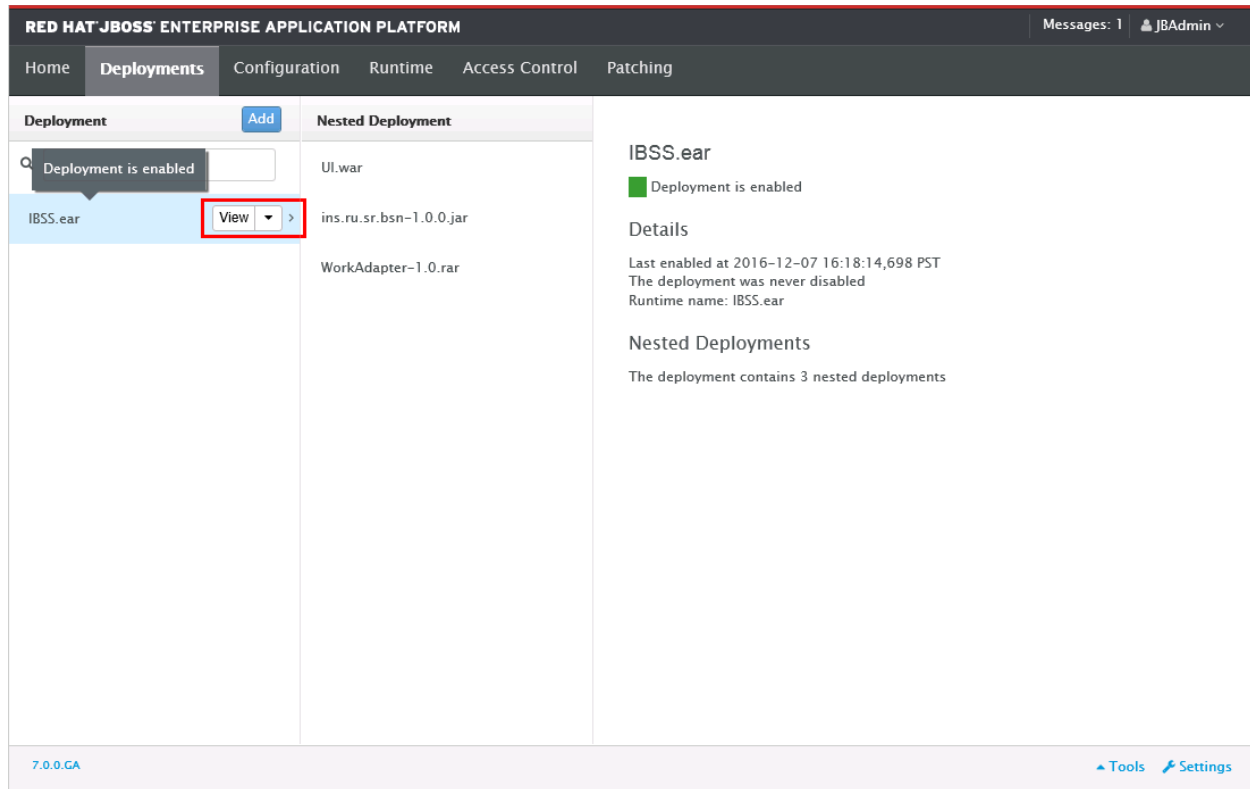 RED HAT JBOSS ENTERPRISE APPLICATION PLATFORM
Messages: 1
JBAdmin
Home Deployments Configuration Runtime Access Control Patching
Deployment
Add
Deployment is enabled
IBSS.ear
View
Nested Deployment
UI.war
ins.ru.sr.bsn-1.0.0.jar
WorkAdapter-1.0.rar
IBSS.ear
Deployment is enabled
Details
Last enabled at 2016-12-07 16:18:14,698 PST
The deployment was never disabled
Runtime name: IBSS.ear
Nested Deployments
The deployment contains 3 nested deployments
7.0.0.GA
Tools
Settings